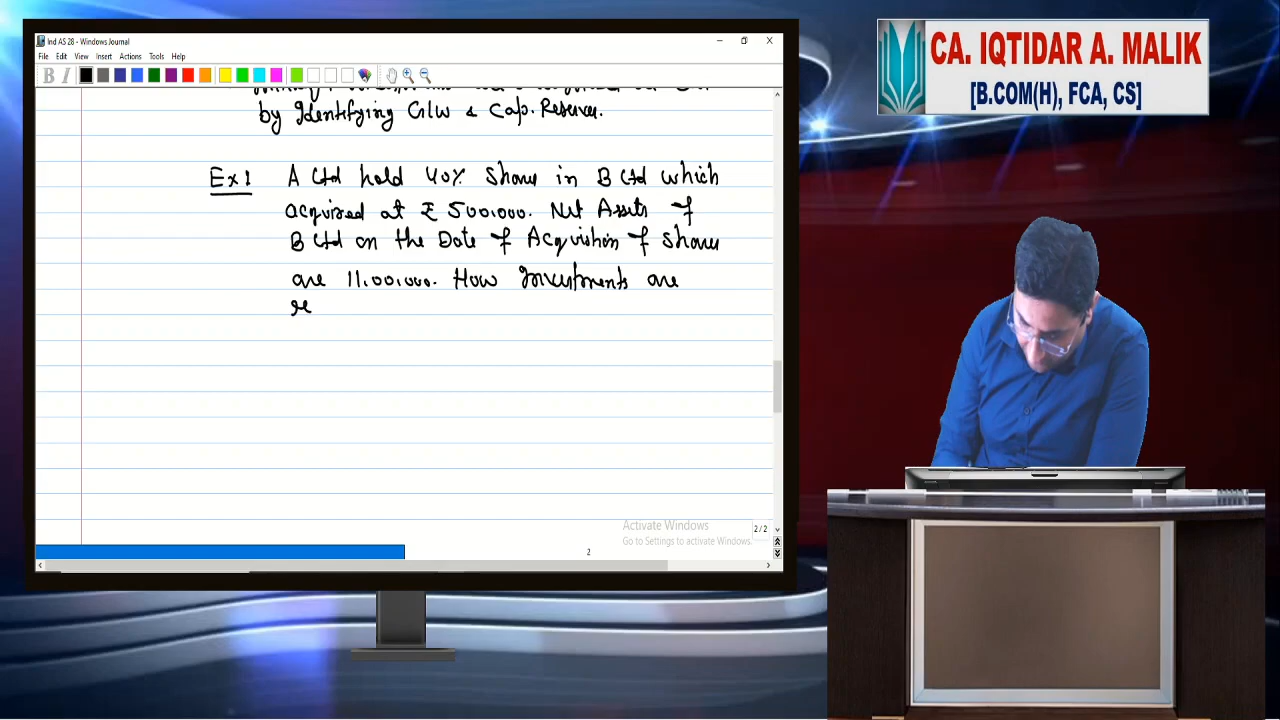 Ind AS 28 - Windows Journal
File Edit View Insert Actions Tools Help
B I
by Identifying G/w & Cap. Reserve.
Ex 1 A Ltd hold 40% Shares in B Ltd which
acquired at ₹ 500,000. Net Assets of
B Ltd on the Date of Acquisition of Shares
are 11,00,000. How Investments are
re
Activate Windows
Go to Settings to activate Windows.
2 / 2
2
CA. IQTIDAR A. MALIK
[B.COM(H), FCA, CS]